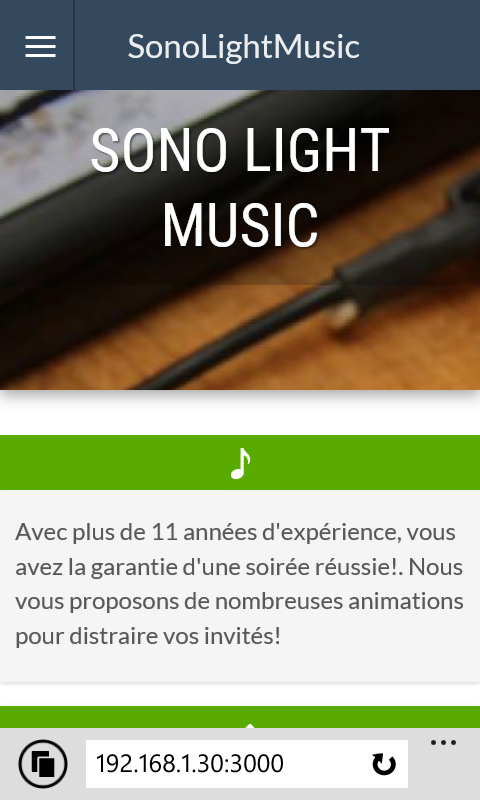 SonoLightMusic
SONO LIGHT
MUSIC
Avec plus de 11 années d'expérience, vous
avez la garantie d'une soirée réussie!. Nous
vous proposons de nombreuses animations
pour distraire vos invités!
192.168.1.30:3000